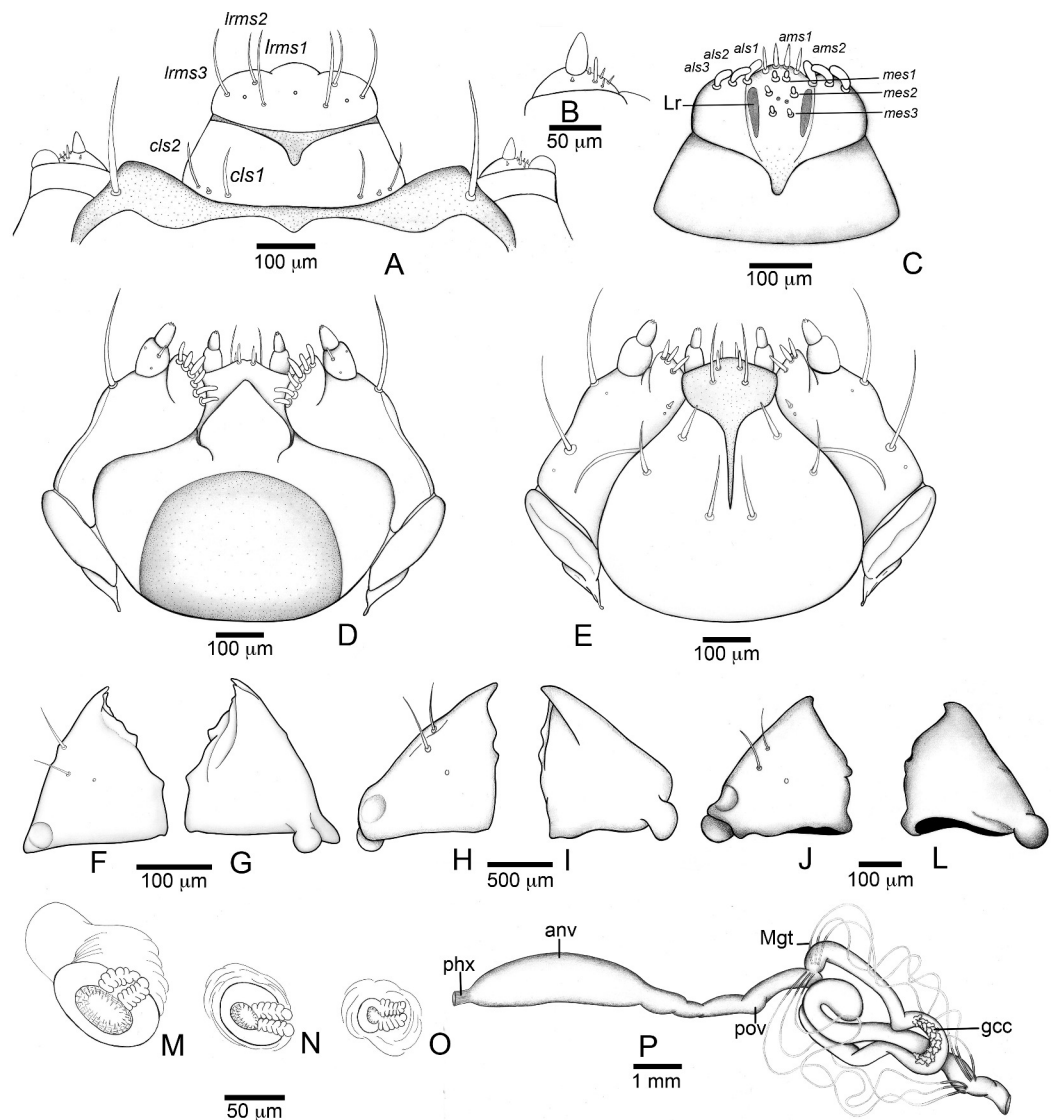 lrms2
lrms1
lrms3
cls2
cls1
100 µm
A
B
50 µm
ams1
als1
ams2
als2
als3
mes1
Lr
mes2
mes3
100 µm
C
D
100 µm
E
100 µm
F
G
100 µm
H
I
500 µm
J
L
100 µm
M
N
O
50 µm
phx
anv
Mgt
pov
gcc
P
1 mm